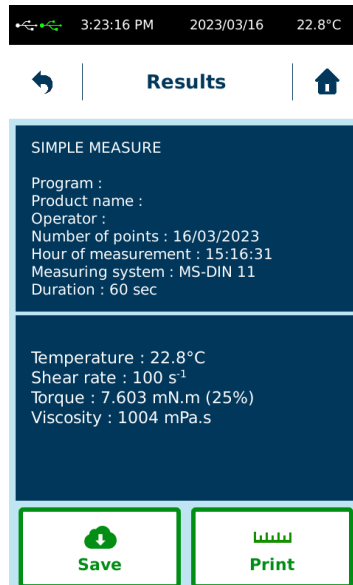 3:23:16 PM 2023/03/16 22.8°C
Results
SIMPLE MEASURE
Program :
Product name :
Operator :
Number of points : 16/03/2023
Hour of measurement : 15:16:31
Measuring system : MS-DIN 11
Duration : 60 sec
Temperature : 22.8°C
Shear rate : 100 s⁻¹
Torque : 7.603 mN.m (25%)
Viscosity : 1004 mPa.s
Save
Print